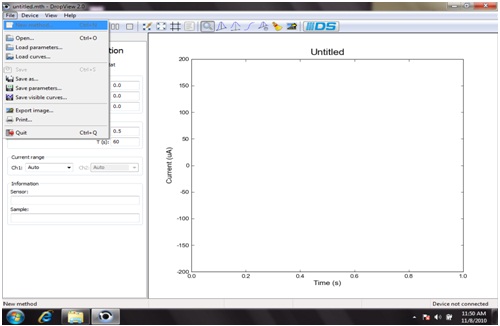 untitled.mth - DropView 2.0
File Device View Help
Open... Ctrl+O
Load parameters...
Load curves...
Save Ctrl+S
Save as...
Save parameters...
Save visible curves...
Export image...
Print...
Quit Ctrl+Q
DS
0.0
0.0
0.0
0.5
T (s): 60
Current range
Ch1: Auto Ch2: Auto
Information
Sensor:
Sample:
Untitled
Current (uA)
200
150
100
50
0
-50
-100
-150
-200
0.0 0.2 0.4 0.6 0.8 1.0
Time (s)
New method Device not connected
11:50 AM
11/8/2010